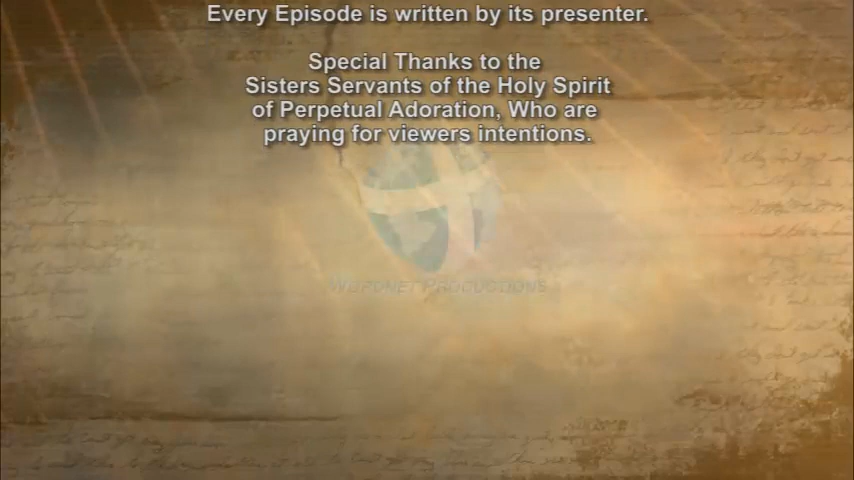 Every Episode is written by its presenter.
Special Thanks to the
Sisters Servants of the Holy Spirit
of Perpetual Adoration, Who are
praying for viewers intentions.
WORDNET PRODUCTIONS